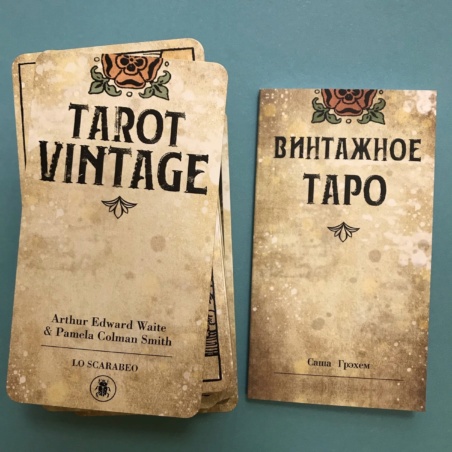 TAROT
VINTAGE
Arthur Edward Waite
& Pamela Colman Smith
LO SCARABEO
ВИНТАЖНОЕ
ТАРО
Саша Грэхем